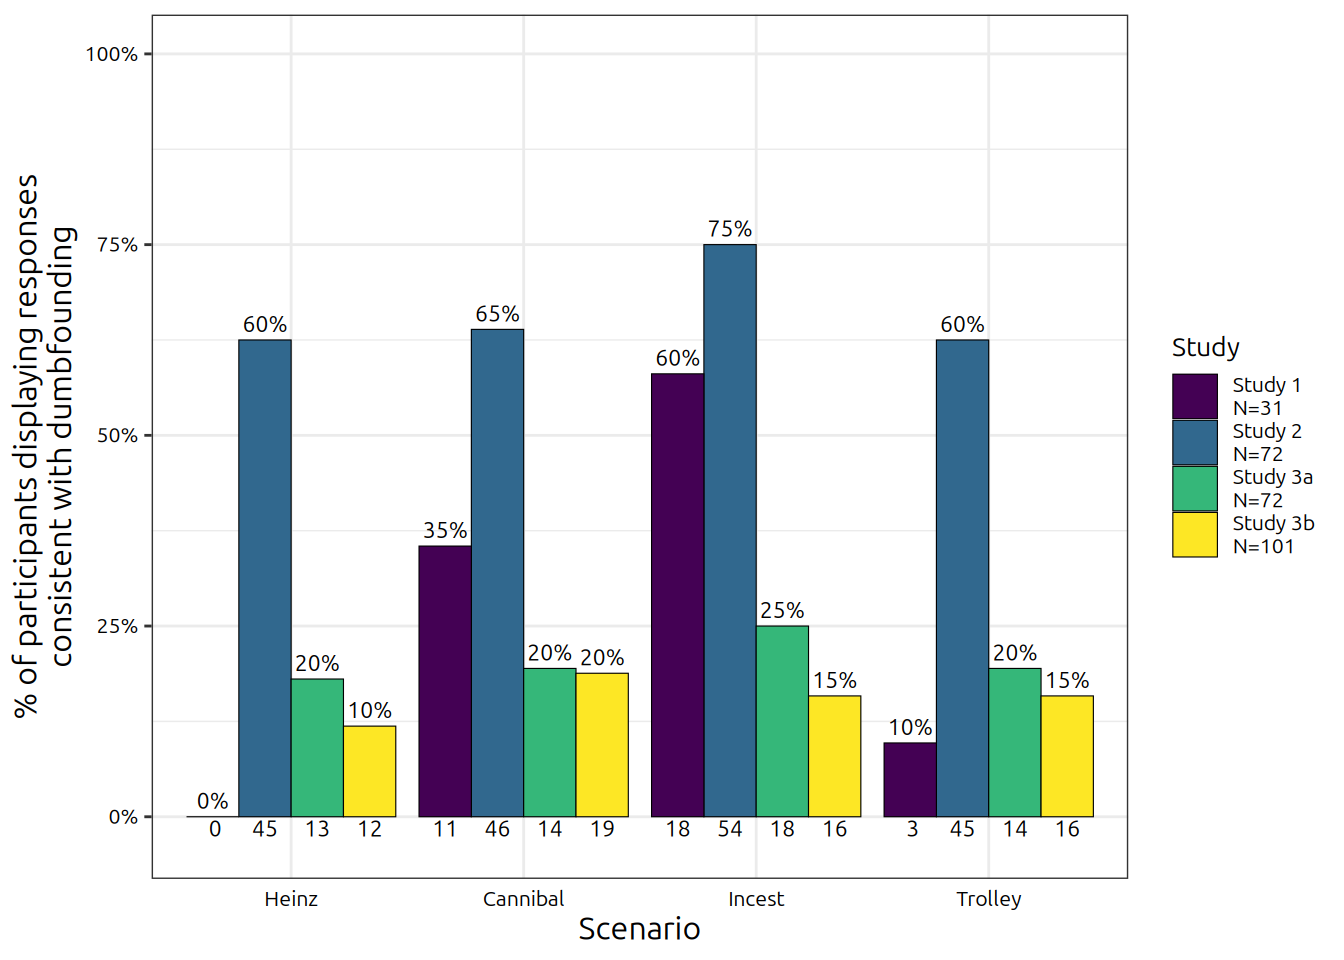 % of participants displaying responses
consistent with dumbfounding
100%
75%
50%
25%
0%
0%
60%
20%
10%
35%
65%
20%
20%
60%
75%
25%
15%
10%
60%
20%
15%
0
45
13
12
11
46
14
19
18
54
18
16
3
45
14
16
Heinz
Cannibal
Incest
Trolley
Scenario
Study
Study 1
N=31
Study 2
N=72
Study 3a
N=72
Study 3b
N=101